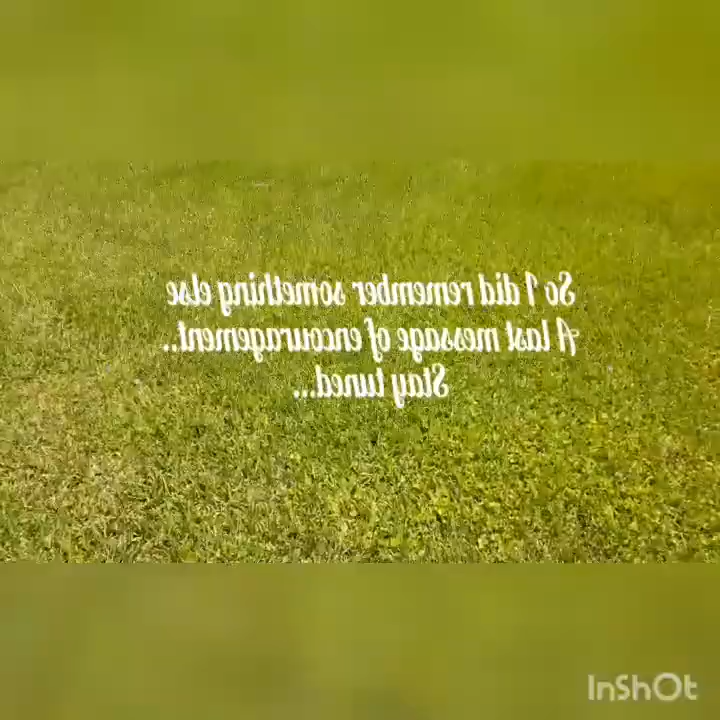 So I did remember something else
A last message of encouragement..
Stay tuned...
InShOt